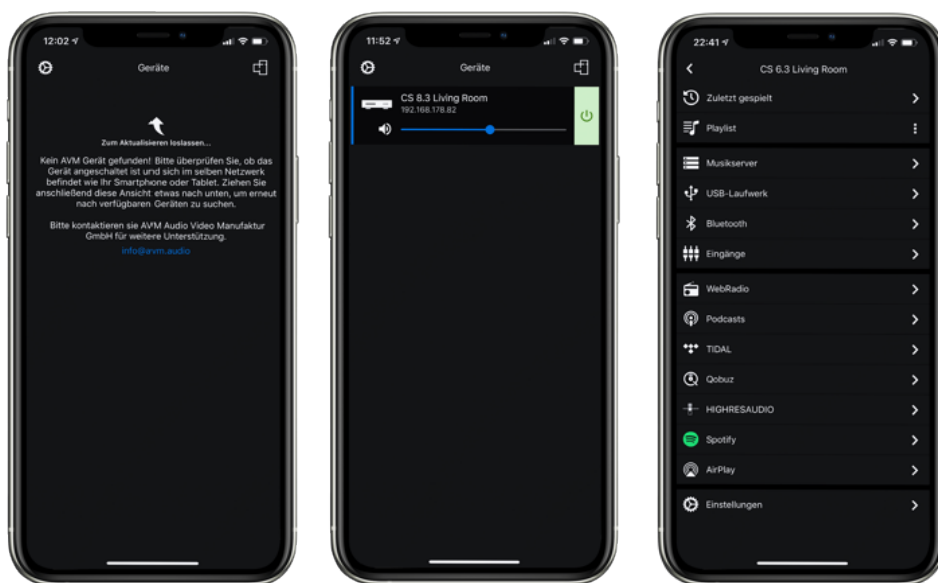 12:02
Geräte
Zum Aktualisieren loslassen...
Kein AVM Gerät gefunden! Bitte überprüfen Sie, ob das
Gerät angeschaltet ist und sich im selben Netzwerk
befindet wie Ihr Smartphone oder Tablet. Ziehen Sie
anschließend diese Ansicht etwas nach unten, um erneut
nach verfügbaren Geräten zu suchen.
Bitte kontaktieren sie AVM Audio Video Manufaktur
GmbH für weitere Unterstützung.
info@avm.audio
11:52
Geräte
CS 8.3 Living Room
192.168.178.82
22:41
CS 6.3 Living Room
Zuletzt gespielt
Playlist
Musikserver
USB-Laufwerk
Bluetooth
Eingänge
WebRadio
Podcasts
TIDAL
Qobuz
HIGHRESAUDIO
Spotify
AirPlay
Einstellungen